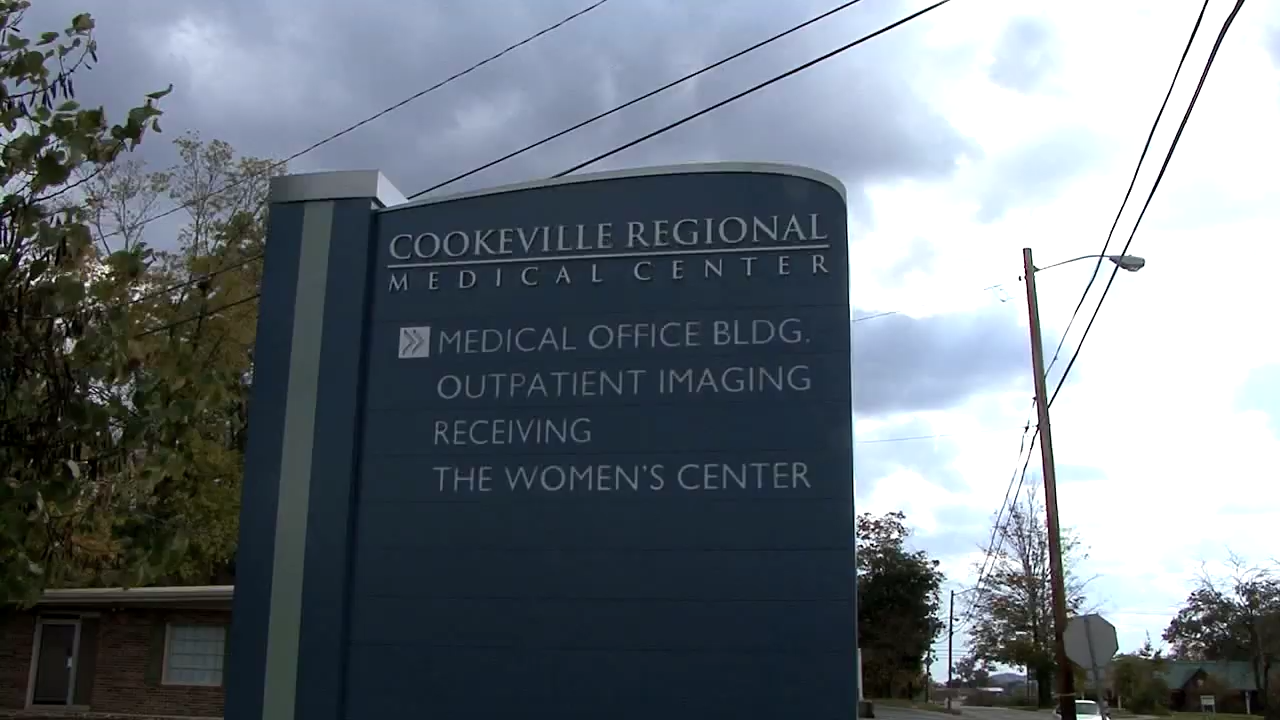 COOKEVILLE REGIONAL
MEDICAL CENTER
MEDICAL OFFICE BLDG.
OUTPATIENT IMAGING
RECEIVING
THE WOMEN'S CENTER